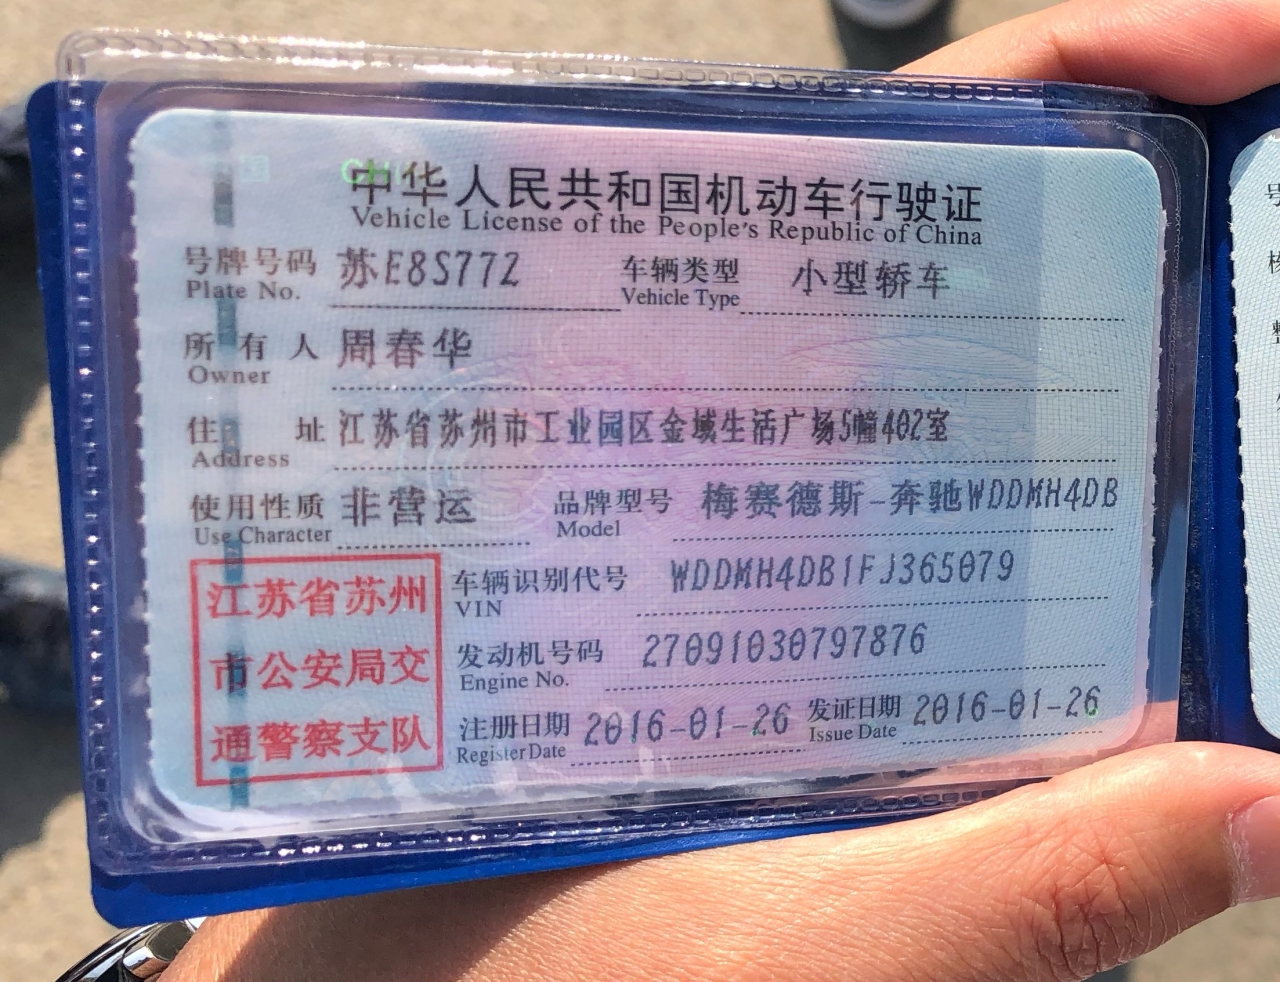 中华人民共和国机动车行驶证
Vehicle License of the People's Republic of China
号牌号码 苏E8S77Z 车辆类型 小型轿车
Plate No. Vehicle Type
所有人 周春华
Owner
住址 江苏省苏州市工业园区金域生活广场5幢402室
Address
使用性质 非营运 品牌型号 梅赛德斯-奔驰WDDMH4DB
Use Character Model
江苏省苏州
市公安局交
通警察支队
车辆识别代号 WDDMH4DB1FJ365079
VIN
发动机号码 27091030797876
Engine No.
注册日期 2016-01-26 发证日期 2016-01-26
Register Date Issue Date
号